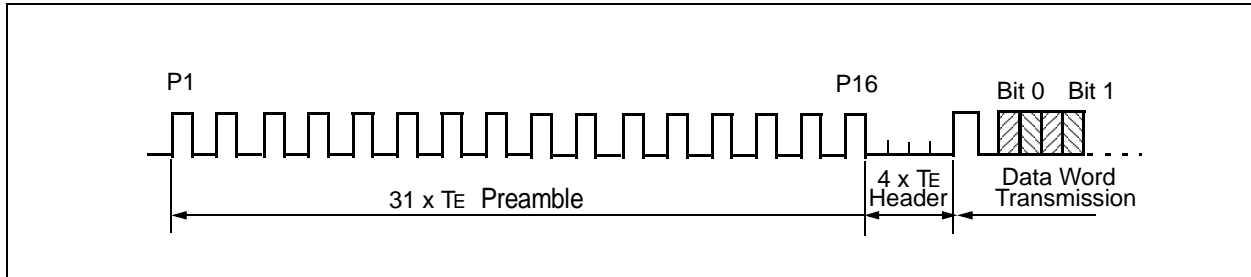 P1
P16
Bit 0
Bit 1
31 x TE Preamble
4 x TE
Header
Data Word
Transmission